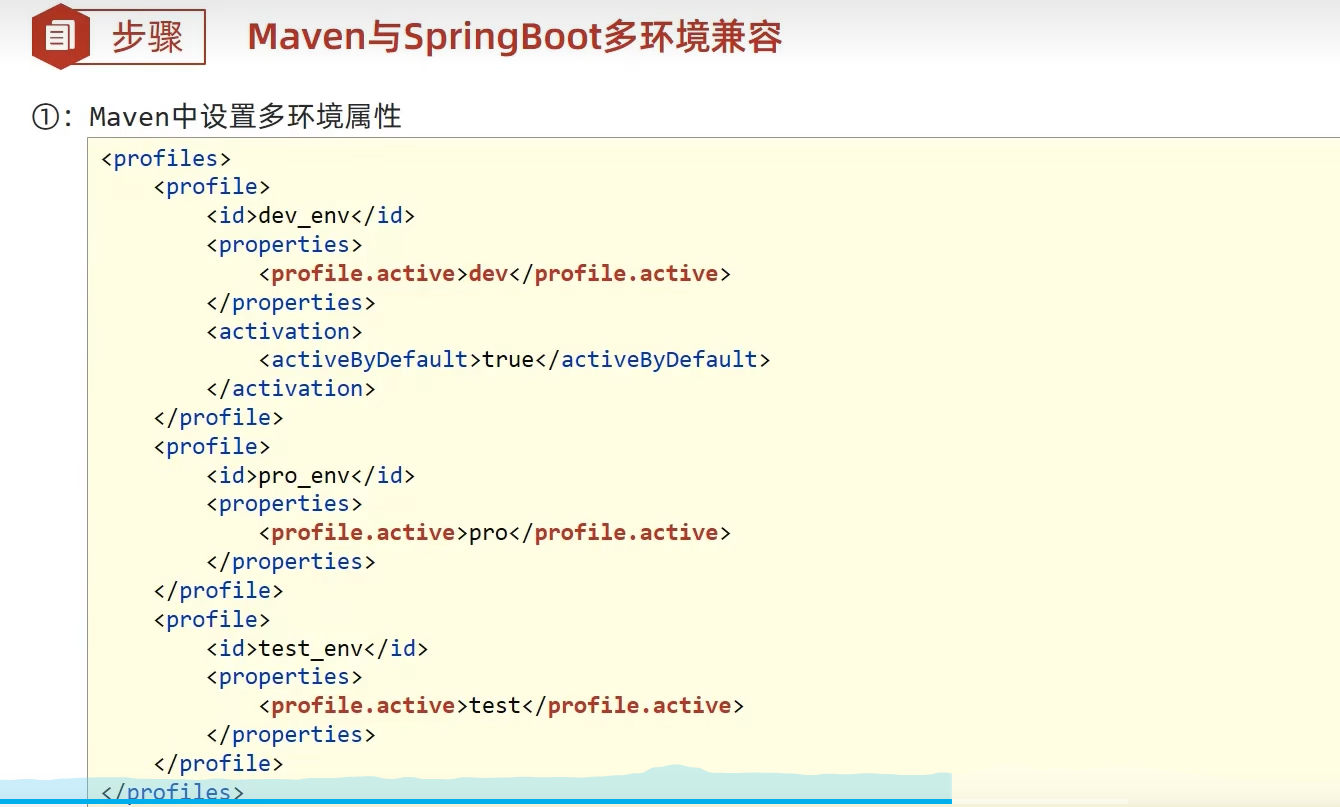 步骤
Maven与SpringBoot多环境兼容
①：Maven中设置多环境属性
<profiles>
    <profile>
        <id>dev_env</id>
        <properties>
            <profile.active>dev</profile.active>
        </properties>
        <activation>
            <activeByDefault>true</activeByDefault>
        </activation>
    </profile>
    <profile>
        <id>pro_env</id>
        <properties>
            <profile.active>pro</profile.active>
        </properties>
    </profile>
    <profile>
        <id>test_env</id>
        <properties>
            <profile.active>test</profile.active>
        </properties>
    </profile>
</profiles>